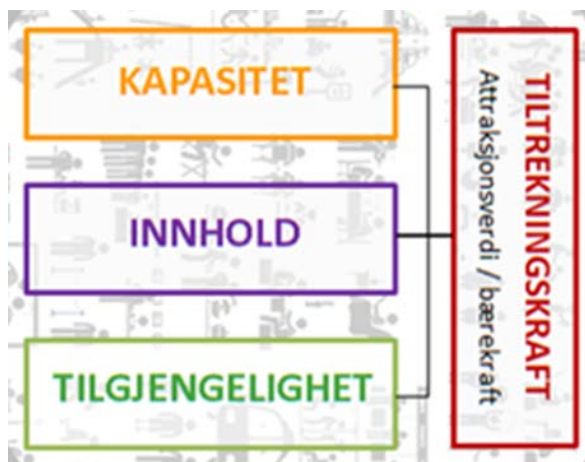 KAPASITET
INNHOLD
TILGJENGELIGHET
TILTREKNINGSKRAFT
Attraksjonsverdi / bærekraft